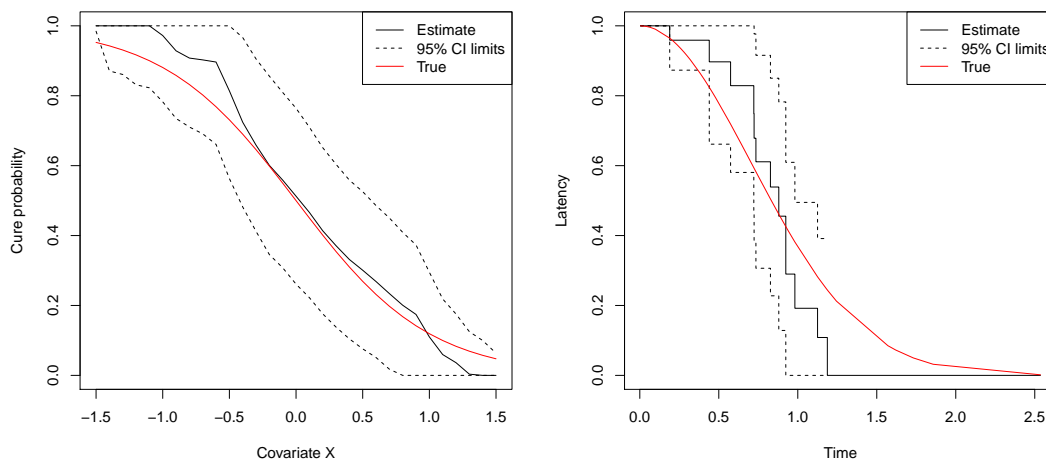 Estimate
95% CI limits
True
Cure probability
0.0 0.2 0.4 0.6 0.8 1.0
−1.5 −1.0 −0.5 0.0 0.5 1.0 1.5
Covariate X
Estimate
95% CI limits
True
Latency
0.0 0.2 0.4 0.6 0.8 1.0
0.0 0.5 1.0 1.5 2.0 2.5
Time